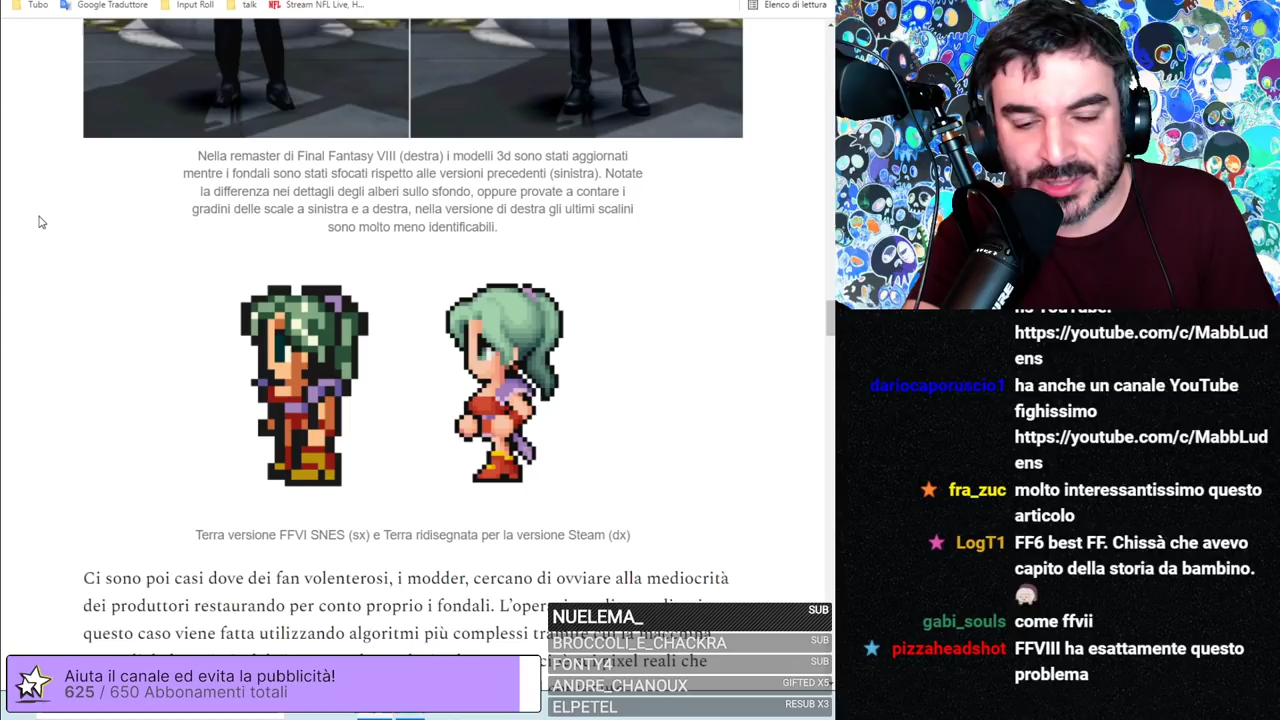 Tubo
Google Traduttore
Input Roll
talk
Stream NFL Live, H...
Elenco di lettura
Nella remaster di Final Fantasy VIII (destra) i modelli 3d sono stati aggiornati
mentre i fondali sono stati sfocati rispetto alle versioni precedenti (sinistra). Notate
la differenza nei dettagli degli alberi sullo sfondo, oppure provate a contare i
gradini delle scale a sinistra e a destra, nella versione di destra gli ultimi scalini
sono molto meno identificabili.
Terra versione FFVI SNES (sx) e Terra ridisegnata per la versione Steam (dx)
Ci sono poi casi dove dei fan volenterosi, i modder, cercano di ovviare alla mediocrità
dei produttori restaurando per conto proprio i fondali.
questo caso viene fatta utilizzando algoritmi più complessi
pixel reali che
Aiuta il canale ed evita la pubblicità!
625 / 650 Abbonamenti totali
NUELEMA_ SUB
BROCCOLI_E_CHACKRA SUB
FONTY4 SUB
ANDRE_CHANOUX GIFTED X5
ELPETEL RESUB X3
SHURE
YouTube.
https://youtube.com/c/MabbLud
ens
dariocaporuscio1 ha anche un canale YouTube
fighissimo
https://youtube.com/c/MabbLud
ens
fra_zuc molto interessantissimo questo
articolo
LogT1 FF6 best FF. Chissà che avevo
capito della storia da bambino.
gabi_souls come ffvii
pizzaheadshot FFVIII ha esattamente questo
problema